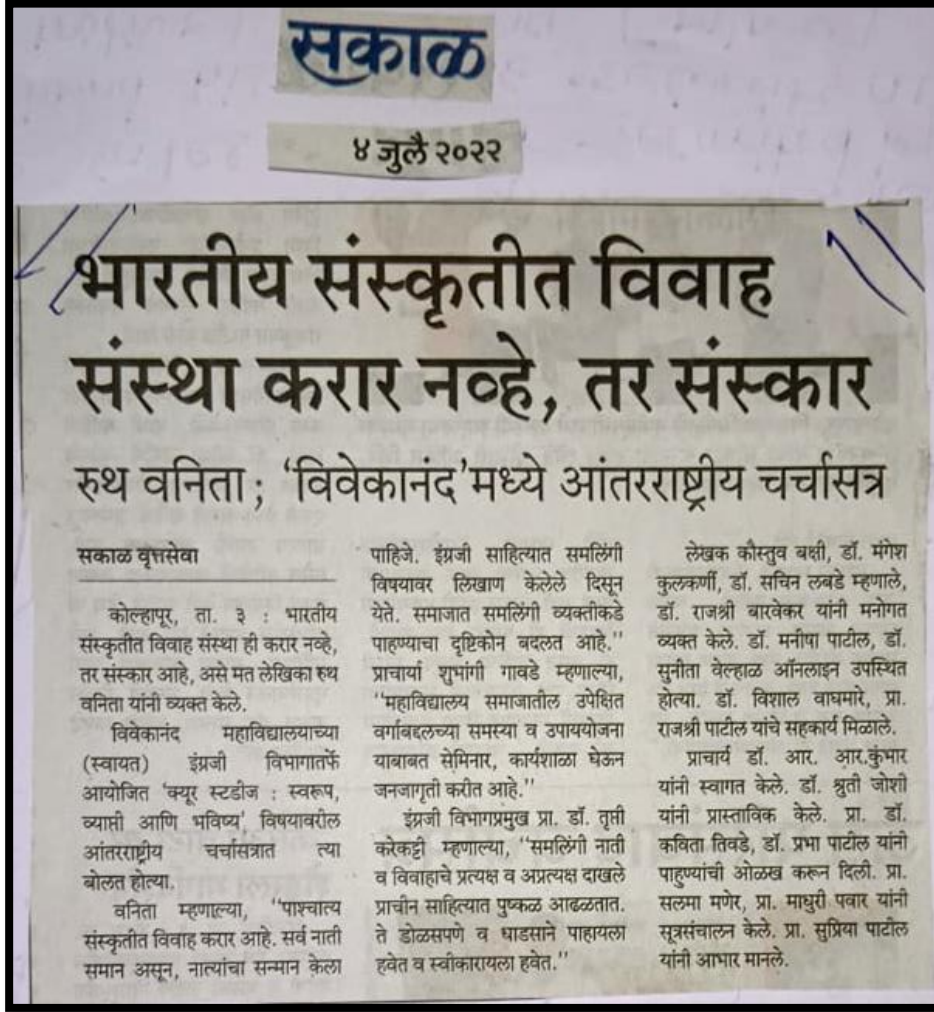 सकाळ
४ जुलै २०२२
भारतीय संस्कृतीत विवाह
संस्था करार नव्हे, तर संस्कार
रुथ वनिता; ‘विवेकानंद’मध्ये आंतरराष्ट्रीय चर्चासत्र
सकाळ वृत्तसेवा
कोल्हापूर, ता. ३ : भारतीय
संस्कृतीत विवाह संस्था ही करार नव्हे,
तर संस्कार आहे, असे मत लेखिका रुथ
वनिता यांनी व्यक्त केले.
विवेकानंद महाविद्यालयाच्या
(स्वायत) इंग्रजी विभागातर्फे
आयोजित ‘क्यूर स्टडीज : स्वरूप,
व्याप्ती आणि भविष्य’ विषयावरील
आंतरराष्ट्रीय चर्चासत्रात त्या
बोलत होत्या.
वनिता म्हणाल्या, ‘‘पाश्चात्य
संस्कृतीत विवाह करार आहे. सर्व नाती
समान असून, नात्यांचा सन्मान केला
पाहिजे. इंग्रजी साहित्यात समलिंगी
विषयावर लिखाण केलेले दिसून
येते. समाजात समलिंगी व्यक्तीकडे
पाहण्याचा दृष्टिकोन बदलत आहे.’’
प्राचार्या शुभांगी गावडे म्हणाल्या,
‘‘महाविद्यालय समाजातील उपेक्षित
वर्गाबद्दलच्या समस्या व उपाययोजना
याबाबत सेमिनार, कार्यशाळा घेऊन
जनजागृती करीत आहे.’’
इंग्रजी विभागप्रमुख प्रा. डॉ. तृप्ती
करेकट्टी म्हणाल्या, ‘‘समलिंगी नाती
व विवाहाचे प्रत्यक्ष व अप्रत्यक्ष दाखले
प्राचीन साहित्यात पुष्कळ आढळतात.
ते डोळसपणे व धाडसाने पाहायला
हवेत व स्वीकारायला हवेत.’’
लेखक कौस्तुव बक्षी, डॉ. मंगेश
कुलकर्णी, डॉ. सचिन लबडे म्हणाले,
डॉ. राजश्री बारवेकर यांनी मनोगत
व्यक्त केले. डॉ. मनीषा पाटील, डॉ.
सुनीता वेल्हाळ ऑनलाइन उपस्थित
होत्या. डॉ. विशाल वाघमारे, प्रा.
राजश्री पाटील यांचे सहकार्य मिळाले.
प्राचार्य डॉ. आर. आर.कुंभार
यांनी स्वागत केले. डॉ. श्रुती जोशी
यांनी प्रास्ताविक केले. प्रा. डॉ.
कविता तिवडे, डॉ. प्रभा पाटील यांनी
पाहुण्यांची ओळख करून दिली. प्रा.
सलमा मणेर, प्रा. माधुरी पवार यांनी
सूत्रसंचालन केले. प्रा. सुप्रिया पाटील
यांनी आभार मानले.